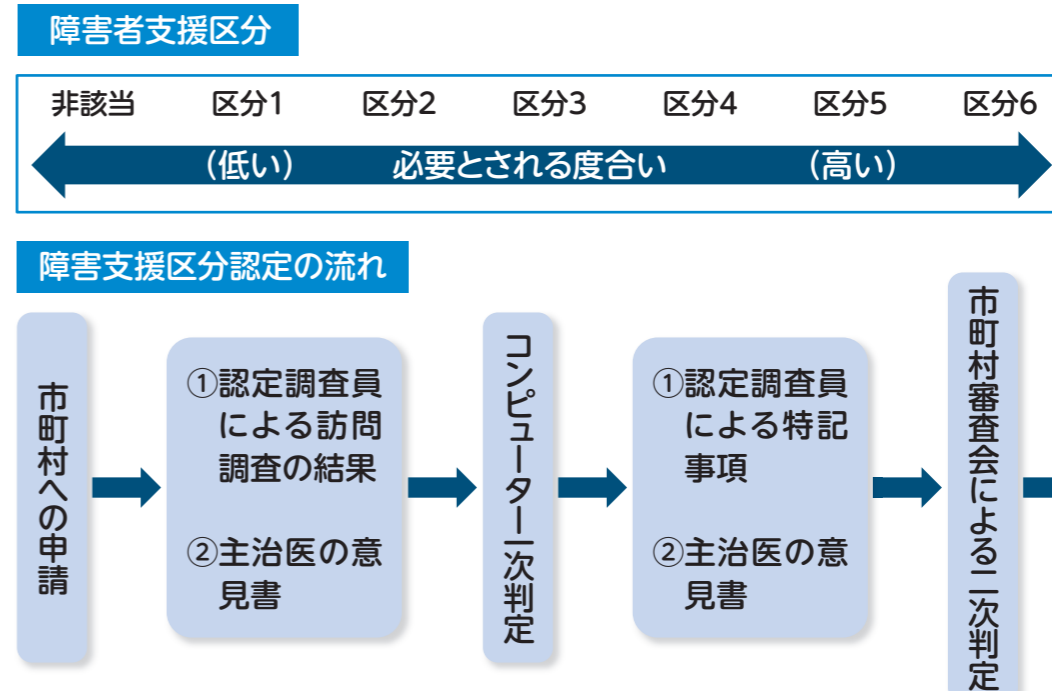 障害者支援区分
非該当 区分1 区分2 区分3 区分4 区分5 区分6
(低い) 必要とされる度合い (高い)
障害支援区分認定の流れ
市町村への申請
①認定調査員
による訪問
調査の結果
②主治医の意
見書
コンピューター一次判定
①認定調査員
による特記
事項
②主治医の意
見書
市町村審査会による二次判定